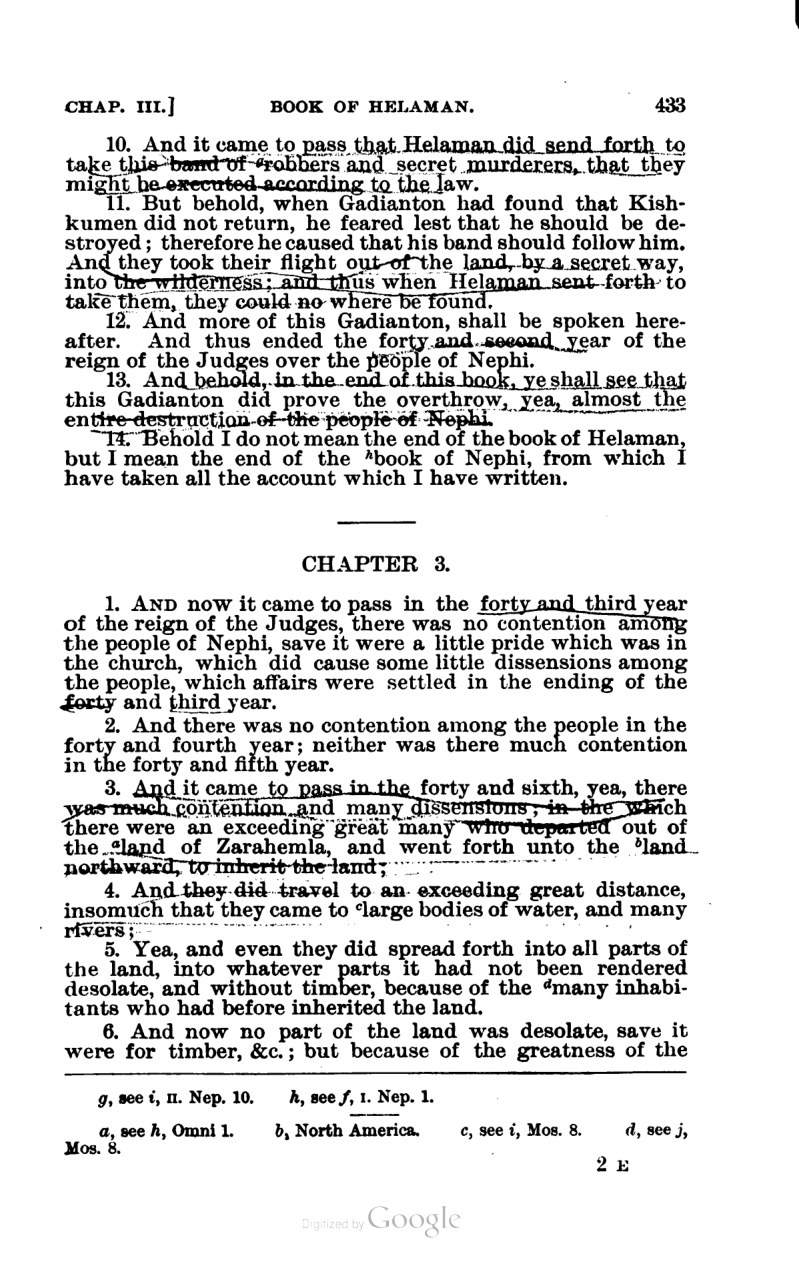 CHAP. III.] BOOK OF HELAMAN. 433
10. And it came to pass that Helaman did send forth to
take this band of ᵍrobbers and secret murderers, that they
might be executed according to the law.
11. But behold, when Gadianton had found that Kish-
kumen did not return, he feared lest that he should be de-
stroyed; therefore he caused that his band should follow him.
And they took their flight out of the land, by a secret way,
into the wilderness; and thus when Helaman sent forth to
take them, they could no where be found.
12. And more of this Gadianton, shall be spoken here-
after. And thus ended the forty and second year of the
reign of the Judges over the people of Nephi.
13. And behold, in the end of this book, ye shall see that
this Gadianton did prove the overthrow, yea, almost the
entire destruction of the people of Nephi.
14. Behold I do not mean the end of the book of Helaman,
but I mean the end of the ʰbook of Nephi, from which I
have taken all the account which I have written.
CHAPTER 3.
1. AND now it came to pass in the forty and third year
of the reign of the Judges, there was no contention among
the people of Nephi, save it were a little pride which was in
the church, which did cause some little dissensions among
the people, which affairs were settled in the ending of the
forty and third year.
2. And there was no contention among the people in the
forty and fourth year; neither was there much contention
in the forty and fifth year.
3. And it came to pass in the forty and sixth, yea, there
was much contention and many dissensions; in the which
there were an exceeding great many who departed out of
the ᵃland of Zarahemla, and went forth unto the ᵇland
northward, to inherit the land;
4. And they did travel to an exceeding great distance,
insomuch that they came to ᶜlarge bodies of water, and many
rivers;
5. Yea, and even they did spread forth into all parts of
the land, into whatever parts it had not been rendered
desolate, and without timber, because of the ᵈmany inhabi-
tants who had before inherited the land.
6. And now no part of the land was desolate, save it
were for timber, &c.; but because of the greatness of the
g, see i, II. Nep. 10. h, see f, I. Nep. 1.
a, see h, Omni 1. b, North America. c, see i, Mos. 8. d, see j,
Mos. 8.
2 E
Digitized by Google